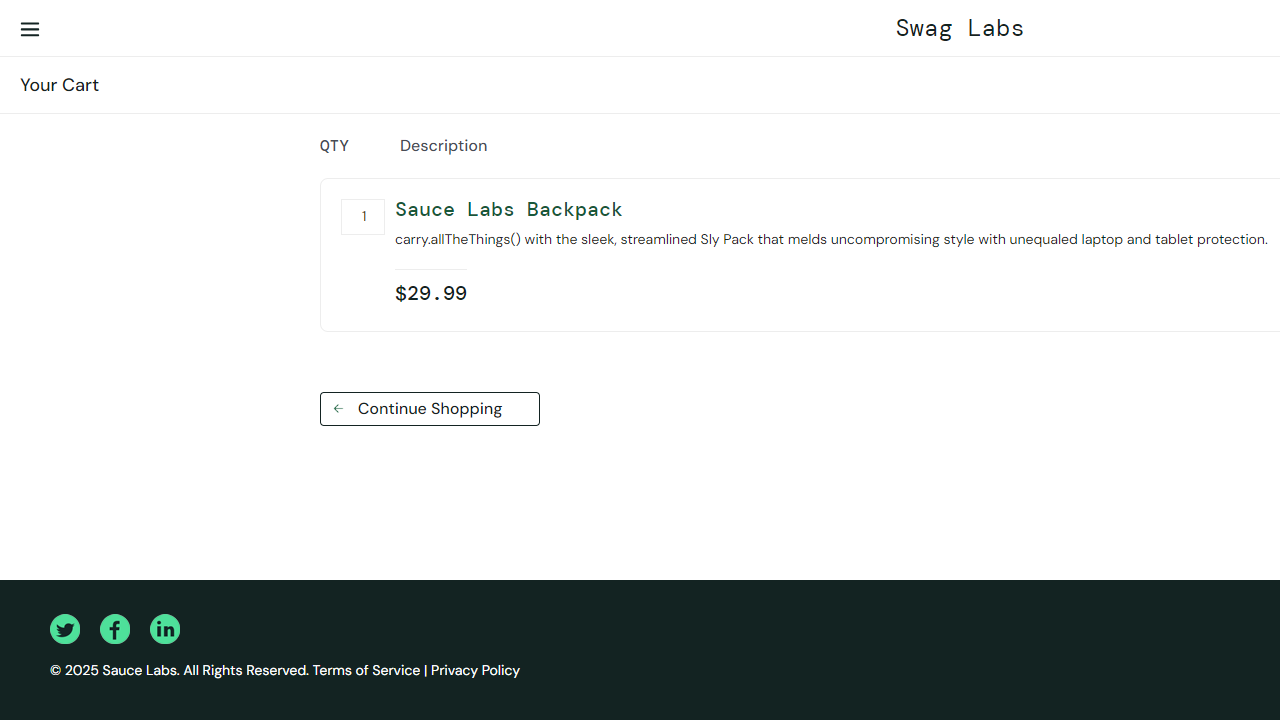 Swag Labs
Your Cart
QTY Description
1 Sauce Labs Backpack
carry.allTheThings() with the sleek, streamlined Sly Pack that melds uncompromising style with unequaled laptop and tablet protection.
$29.99
Continue Shopping
© 2025 Sauce Labs. All Rights Reserved. Terms of Service | Privacy Policy